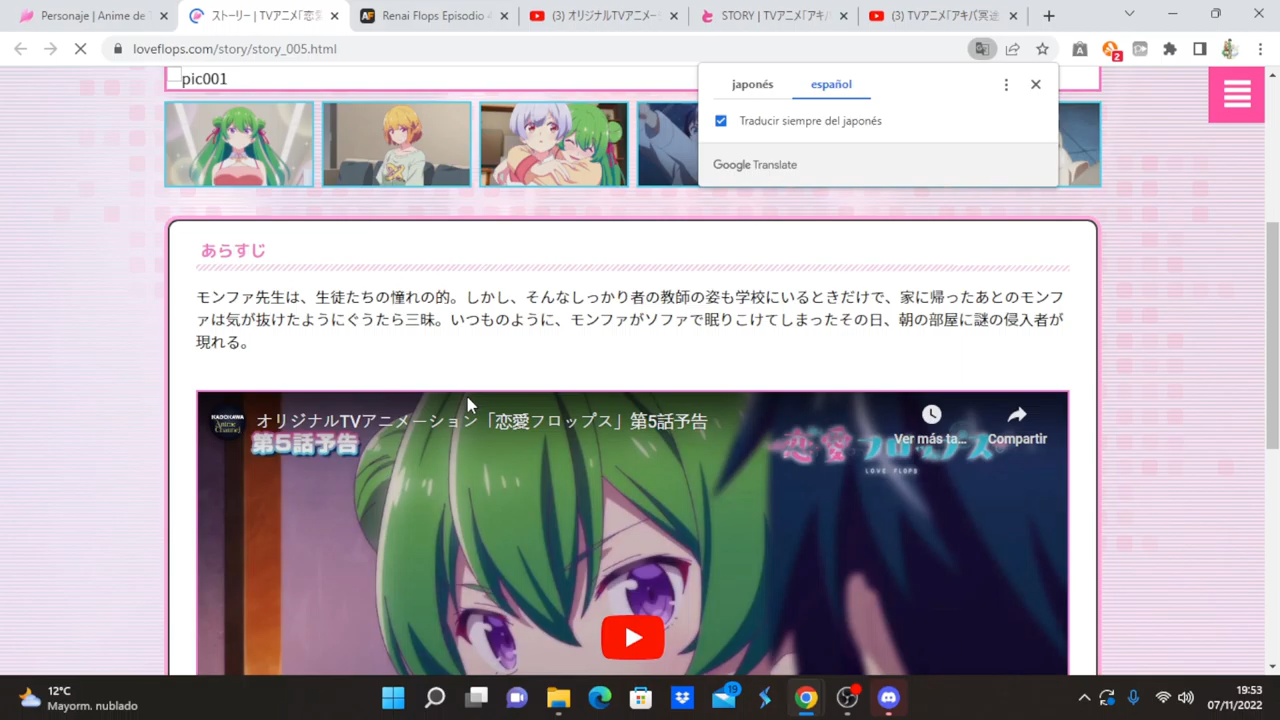 Personaje | Anime de T
ストーリー | TVアニメ「恋愛
Renai Flops Episodio 4
(3) オリジナルTVアニメーシ
STORY | TVアニメ「アキバ
(3) TVアニメ「アキバ冥途
loveflops.com/story/story_005.html
2
pic001
japonés
español
Traducir siempre del japonés
Google Translate
あらすじ
モンファ先生は、生徒たちの憧れの的。しかし、そんなしっかり者の教師の姿も学校にいるときだけで、家に帰ったあとのモンフ
ァは気が抜けたようにぐうたら三昧。いつものように、モンファがソファで眠りこけてしまったその日、朝の部屋に謎の侵入者が
現れる。
KADOKAWA
Anime
Channel
オリジナルTVアニメーション「恋愛フロップス」第5話予告
Ver más ta...
Compartir
第5話予告
恋愛フロップス
LOVE FLOPS
12°C
Mayorm. nublado
19
19:53
07/11/2022